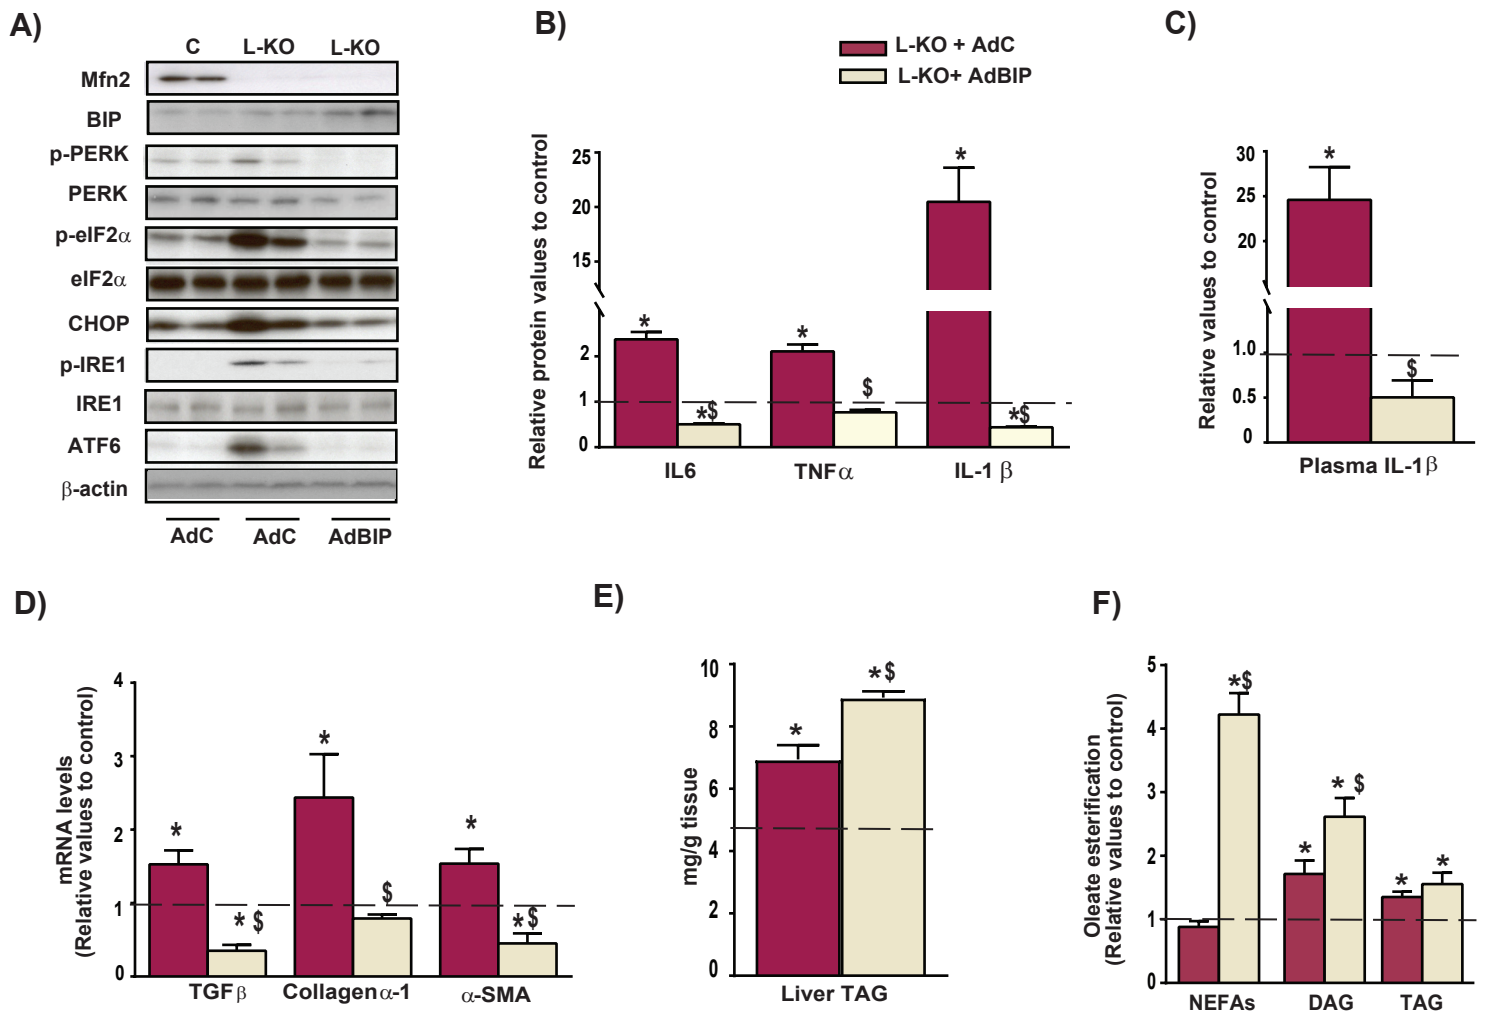 A)
C L-KO L-KO
Mfn2
BIP
p-PERK
PERK
p-eIF2α
eIF2α
CHOP
p-IRE1
IRE1
ATF6
β-actin
AdC AdC AdBIP
B)
L-KO + AdC
L-KO+ AdBIP
Relative protein values to control
25
20
15
2
1
0
*
*$
*
$
*
*$
IL6 TNFα IL-1 β
C)
Relative values to control
30
25
20
1.0
0.5
0
*
$
Plasma IL-1β
D)
mRNA levels
(Relative values to control)
4
3
2
1
0
*
* $
*
$
*
*$
TGFβ Collagenα-1 α-SMA
E)
mg/g tissue
10
8
6
4
2
0
*
*$
Liver TAG
F)
Oleate esterification
(Relative values to control)
5
4
3
2
1
0
*$
*
* $
*
*
NEFAs DAG TAG